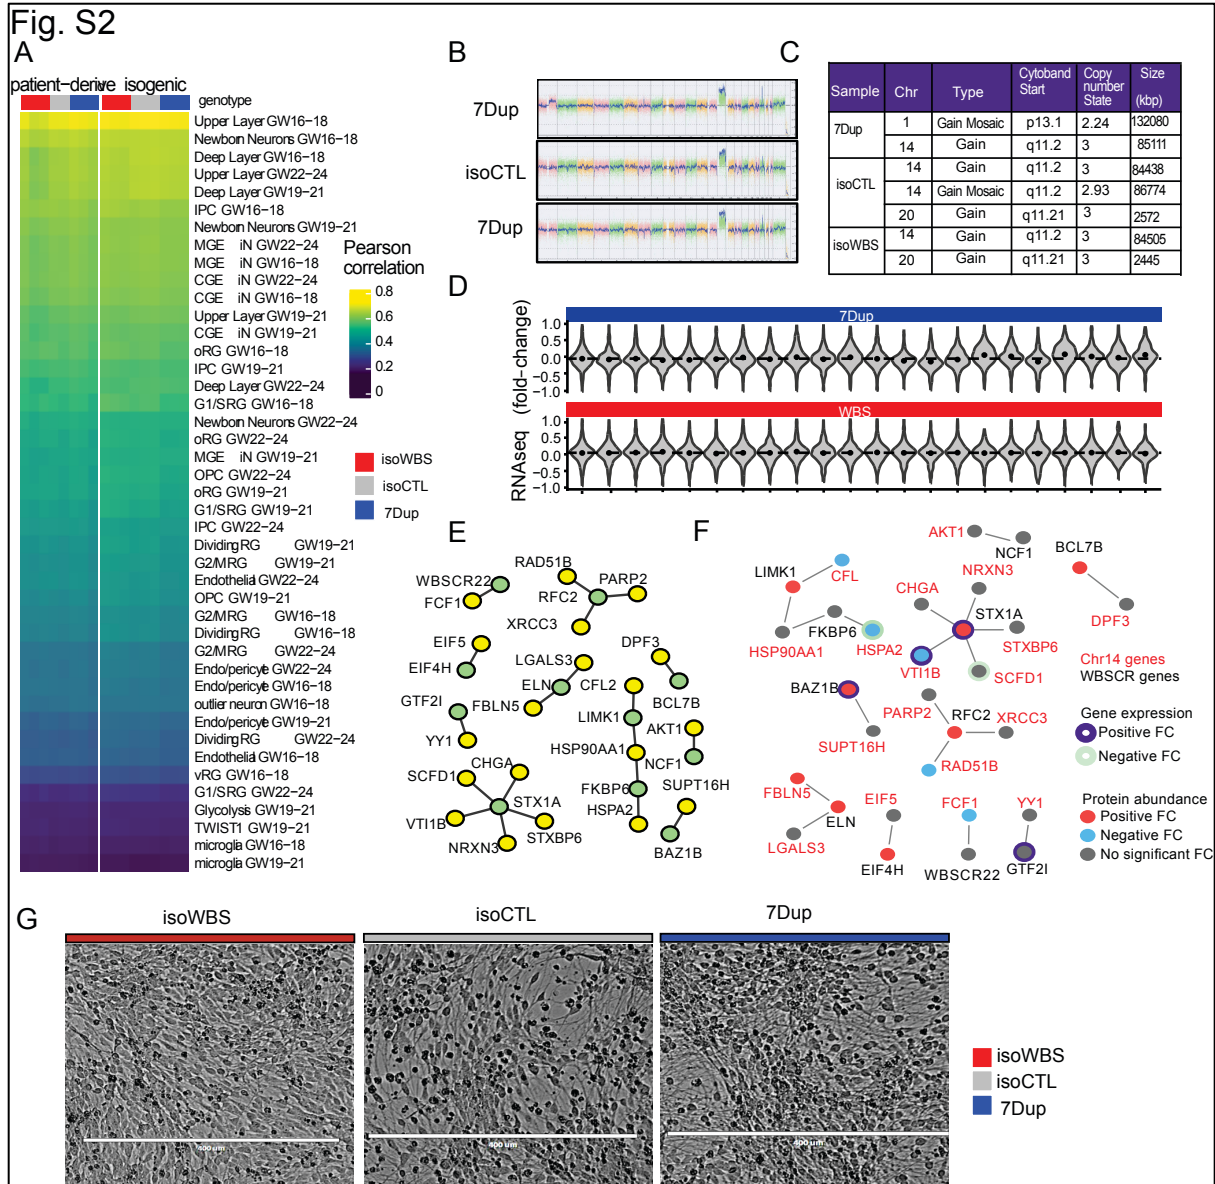 Fig. S2
A
patient-derive isogenic
genotype
Upper Layer GW16-18
Newborn Neurons GW16-18
Deep Layer GW16-18
Upper Layer GW22-24
Deep Layer GW19-21
IPC GW16-18
Newborn Neurons GW19-21
MGE iN GW22-24
MGE iN GW16-18
CGE iN GW22-24
CGE iN GW16-18
Upper Layer GW19-21
CGE iN GW19-21
oRG GW16-18
IPC GW19-21
Deep Layer GW22-24
G1/SRG GW16-18
Newborn Neurons GW22-24
oRG GW22-24
MGE iN GW19-21
OPC GW22-24
oRG GW19-21
G1/SRG GW19-21
IPC GW22-24
Dividing RG GW19-21
G2/MRG GW19-21
Endothelial GW22-24
OPC GW19-21
G2/MRG GW16-18
Dividing RG GW16-18
G2/MRG GW22-24
Endo/pericyte GW22-24
Endo/pericyte GW16-18
outlier neuron GW16-18
Endo/pericyte GW19-21
Dividing RG GW22-24
Endothelial GW16-18
vRG GW16-18
G1/SRG GW22-24
Glycolysis GW19-21
TWIST1 GW19-21
microglia GW16-18
microglia GW19-21
Pearson
correlation
0.8
0.6
0.4
0.2
0
isoWBS
isoCTL
7Dup
B
7Dup
isoCTL
7Dup
C
Sample Chr Type Cytoband Start Copy number State Size (kbp)
7Dup 1 Gain Mosaic p13.1 2.24 132080
14 Gain q11.2 3 85111
isoCTL 14 Gain q11.2 3 84438
14 Gain Mosaic q11.2 2.93 86774
20 Gain q11.21 3 2572
isoWBS 14 Gain q11.2 3 84505
20 Gain q11.21 3 2445
D
RNAseq (fold-change)
7Dup
1.0
0.5
0.0
-0.5
-1.0
WBS
1.0
0.5
0.0
-0.5
-1.0
E
WBSCR22
FCF1
RAD51B
PARP2
RFC2
XRCC3
EIF5
EIF4H
LGALS3
ELN
FBLN5
DPF3
BCL7B
CFL2
LIMK1
HSP90AA1
FKBP6
HSPA2
GTF2I
YY1
AKT1
NCF1
SCFD1
CHGA
STX1A
VTI1B
NRXN3
STXBP6
SUPT16H
BAZ1B
F
AKT1
NCF1
BCL7B
DPF3
LIMK1
CFL
FKBP6
HSP90AA1
HSPA2
NRXN3
CHGA
STX1A
STXBP6
VTI1B
SCFD1
BAZ1B
SUPT16H
PARP2
RFC2
XRCC3
RAD51B
FBLN5
ELN
LGALS3
EIF5
EIF4H
FCF1
WBSCR22
YY1
GTF2I
Chr14 genes
WBSCR genes
Gene expression
Positive FC
Negative FC
Protein abundance
Positive FC
Negative FC
No significant FC
G
isoWBS
isoCTL
7Dup
400 um
400 um
400 um
isoWBS
isoCTL
7Dup